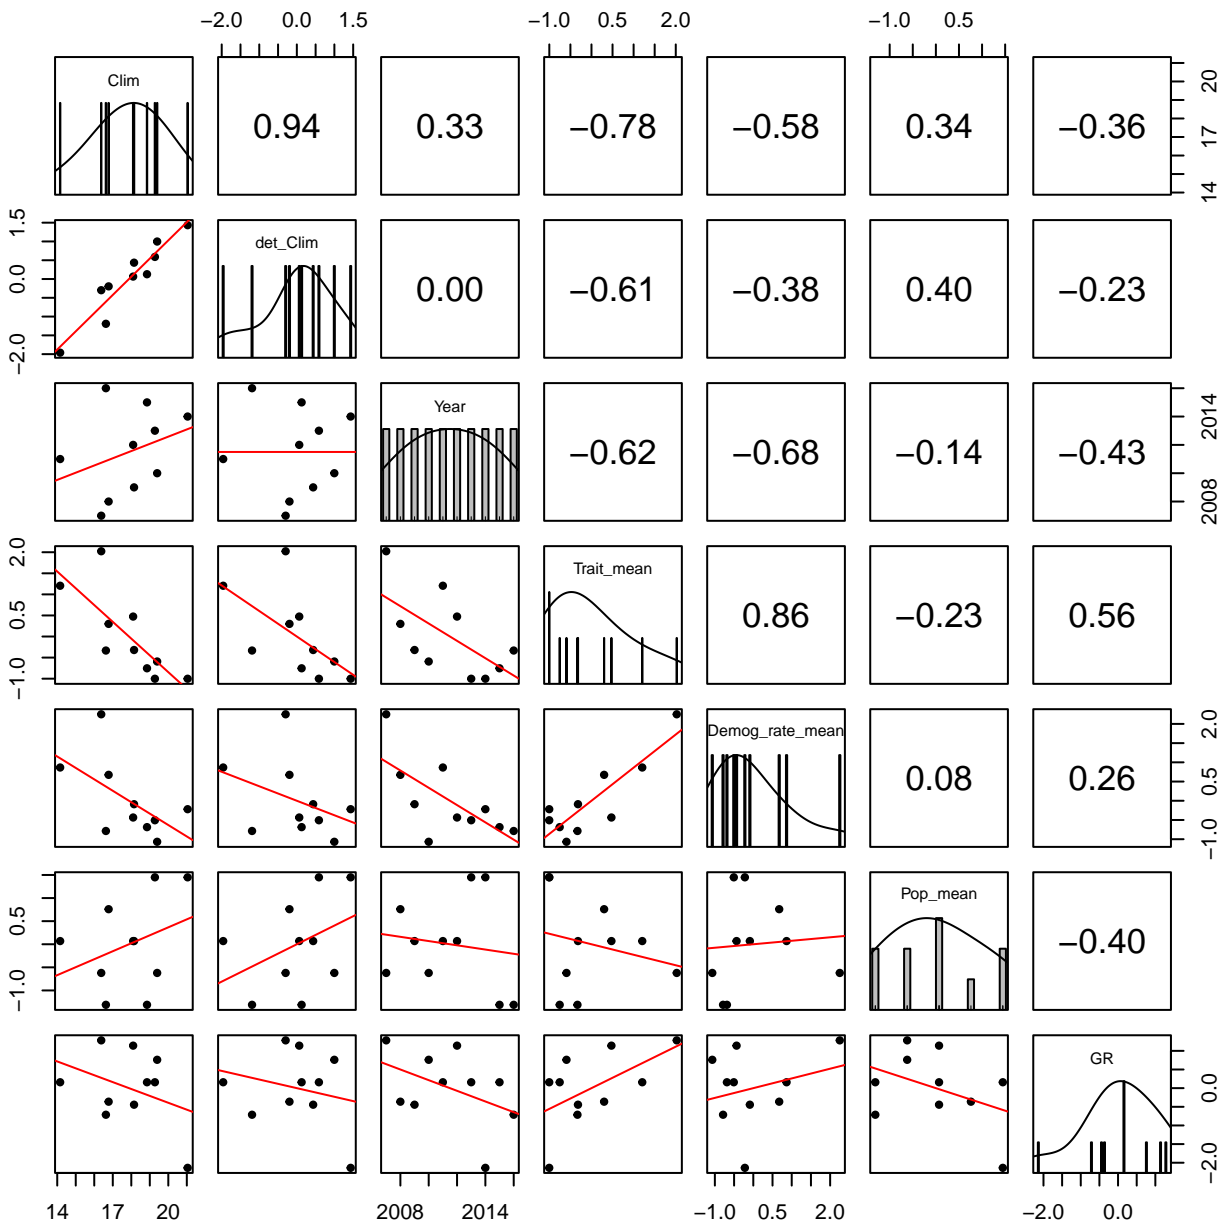 −2.0 0.0 1.5 −1.0 0.5 2.0 −1.0 0.5
Clim 0.94 0.33 −0.78 −0.58 0.34 −0.36 14 17 20
−2.0 0.0 1.5 det_Clim 0.00 −0.61 −0.38 0.40 −0.23
Year −0.62 −0.68 −0.14 −0.43 2008 2014
−1.0 0.5 2.0 Trait_mean 0.86 −0.23 0.56
Demog_rate_mean 0.08 0.26 −1.0 0.5 2.0
−1.0 0.5 Pop_mean −0.40
GR −2.0 0.0
14 17 20 2008 2014 −1.0 0.5 2.0 −2.0 0.0